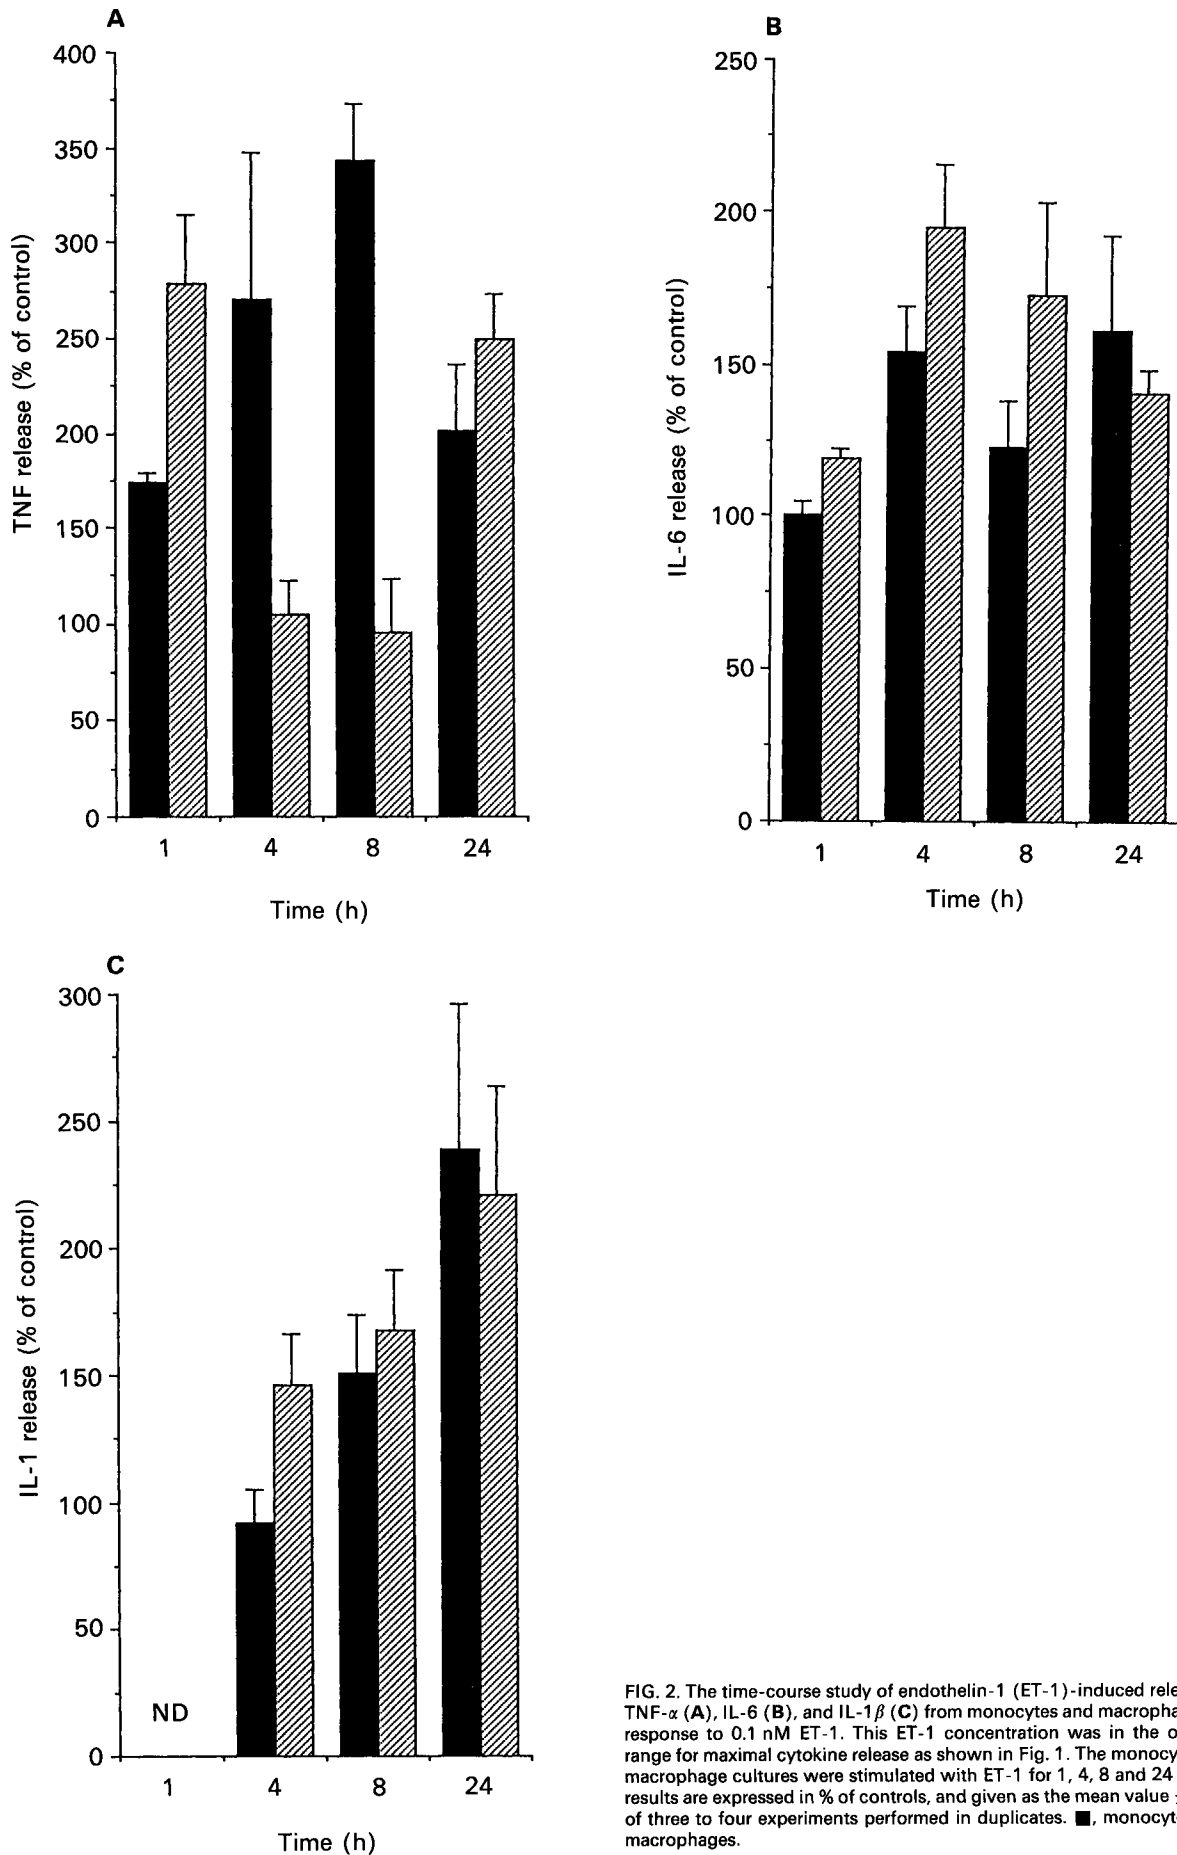 A
400
350
300
250
200
150
100
50
0
TNF release (% of control)
1 4 8 24
Time (h)
B
250
200
150
100
50
0
IL-6 release (% of control)
1 4 8 24
Time (h)
C
300
250
200
150
100
50
0
IL-1 release (% of control)
ND
1 4 8 24
Time (h)
FIG. 2. The time-course study of endothelin-1 (ET-1)-induced
TNF-α (A), IL-6 (B), and IL-1β (C) from monocytes and
response to 0.1 nM ET-1. This ET-1 concentration was in the
range for maximal cytokine release as shown in Fig. 1. The
macrophage cultures were stimulated with ET-1 for 1, 4, 8 and 24
results are expressed in % of controls, and given as the mean value
of three to four experiments performed in duplicates. ■,
macrophages.